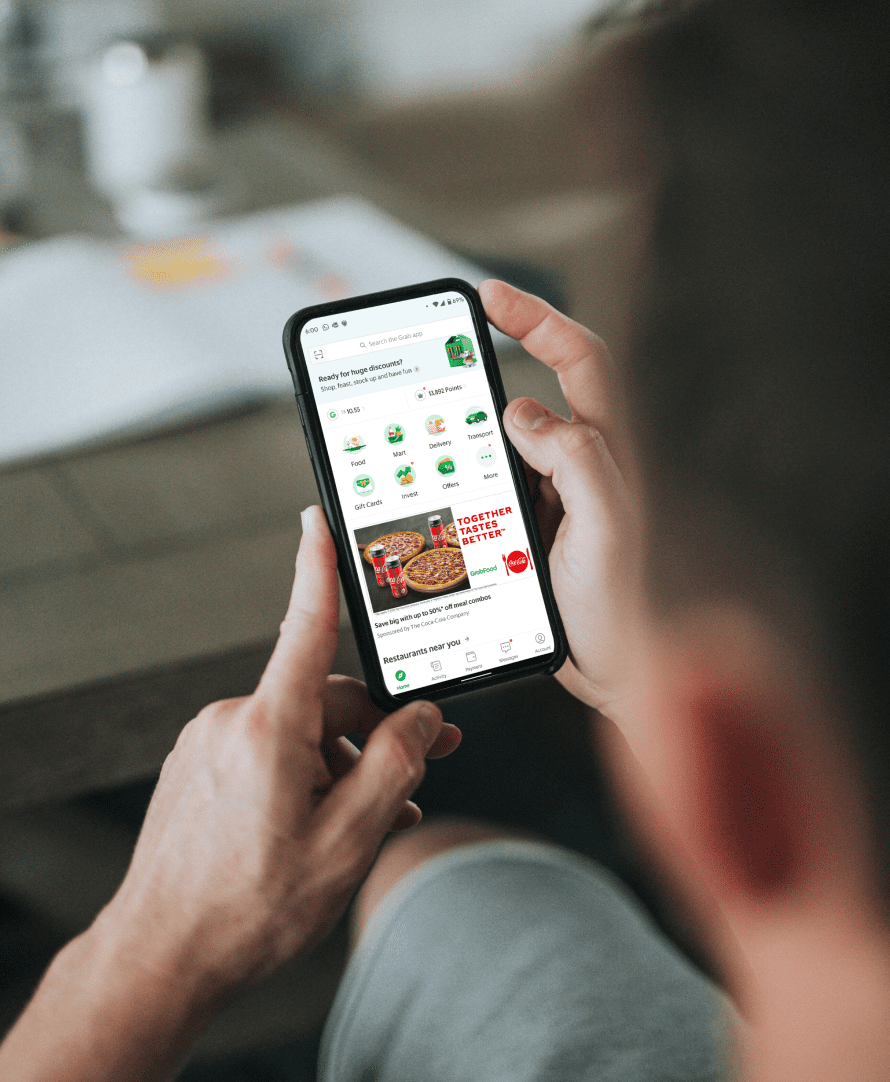 6:00
69%
Search the Grab app
Ready for huge discounts?
Shop, feast, stock up and have fun
10.55
13,892 Points
Food
Mart
Delivery
Transport
Gift Cards
Invest
Offers
More
TOGETHER
TASTES
BETTER™
GrabFood
Coca-Cola
Save big with up to 50%* off meal combos
Sponsored by The Coca-Cola Company
Restaurants near you
Home
Activity
Payment
Messages
Account